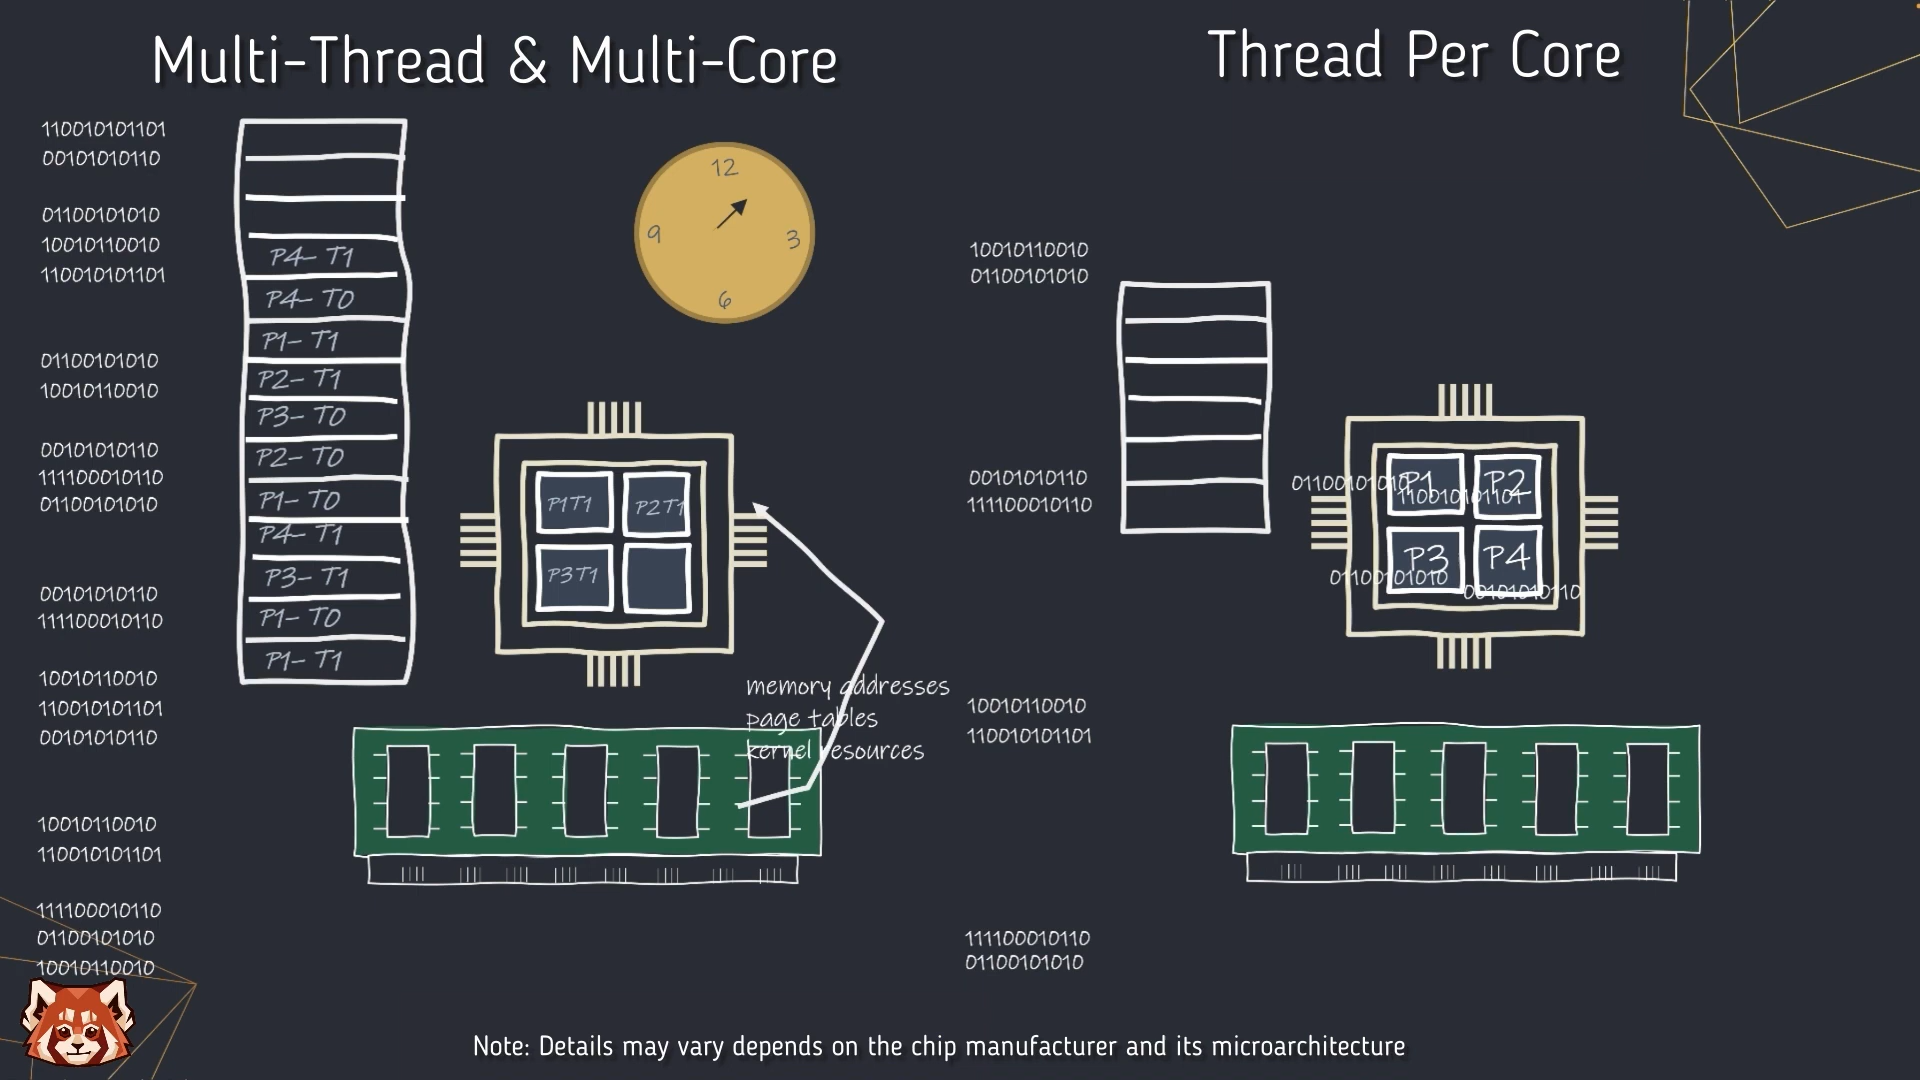 Multi-Thread & Multi-Core
110010101101
00101010110
01100101010
10010110010
110010101101
01100101010
10010110010
00101010110
111100010110
01100101010
00101010110
111100010110
10010110010
110010101101
00101010110
10010110010
110010101101
111100010110
01100101010
10010110010
P4- T1
P4- T0
P1- T1
P2- T1
P3- T0
P2- T0
P1- T0
P4- T1
P3- T1
P1- T0
P1- T1
12
9
3
6
P1T1
P2T1
P3T1
memory addresses
page tables
kernel resources
Thread Per Core
10010110010
01100101010
00101010110
111100010110
10010110010
110010101101
111100010110
01100101010
P1
P2
01100101010
110010101101
P3
P4
01100101010
00101010110
Note: Details may vary depends on the chip manufacturer and its microarchitecture